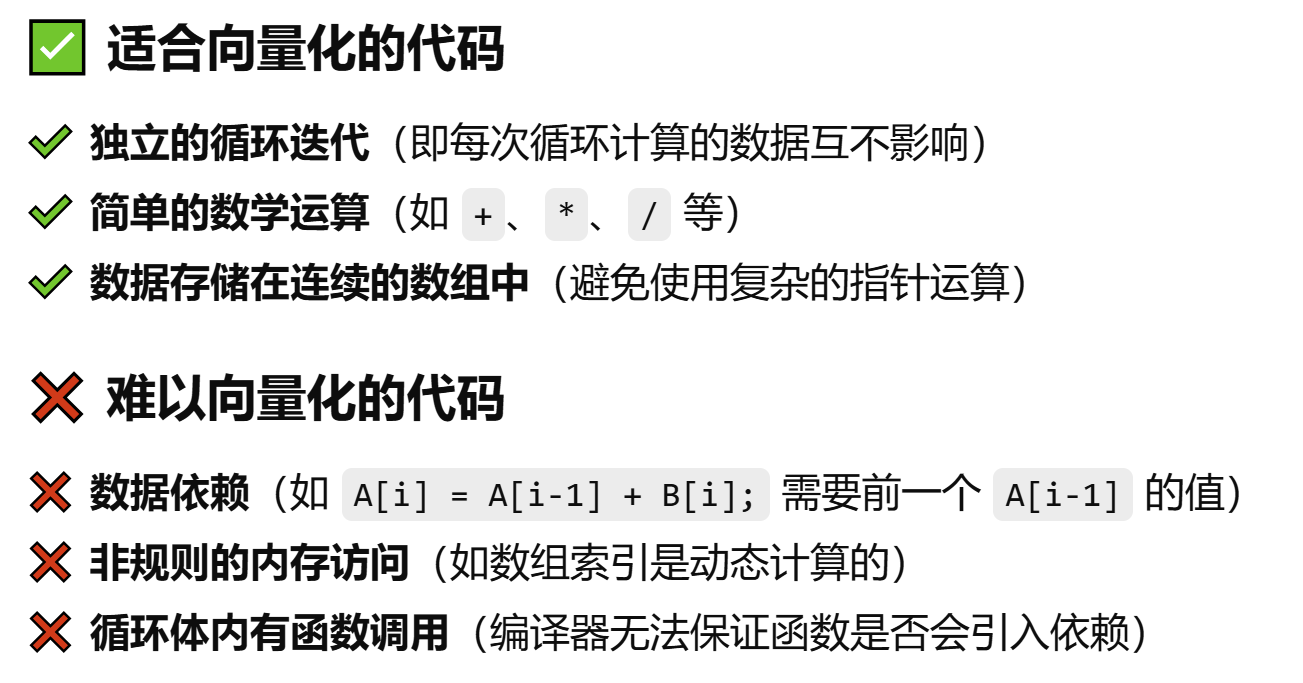 适合向量化的代码
独立的循环迭代（即每次循环计算的数据互不影响）
简单的数学运算（如 +、*、/ 等）
数据存储在连续的数组中（避免使用复杂的指针运算）
难以向量化的代码
数据依赖（如 A[i] = A[i-1] + B[i]; 需要前一个 A[i-1] 的值）
非规则的内存访问（如数组索引是动态计算的）
循环体内有函数调用（编译器无法保证函数是否会引入依赖）